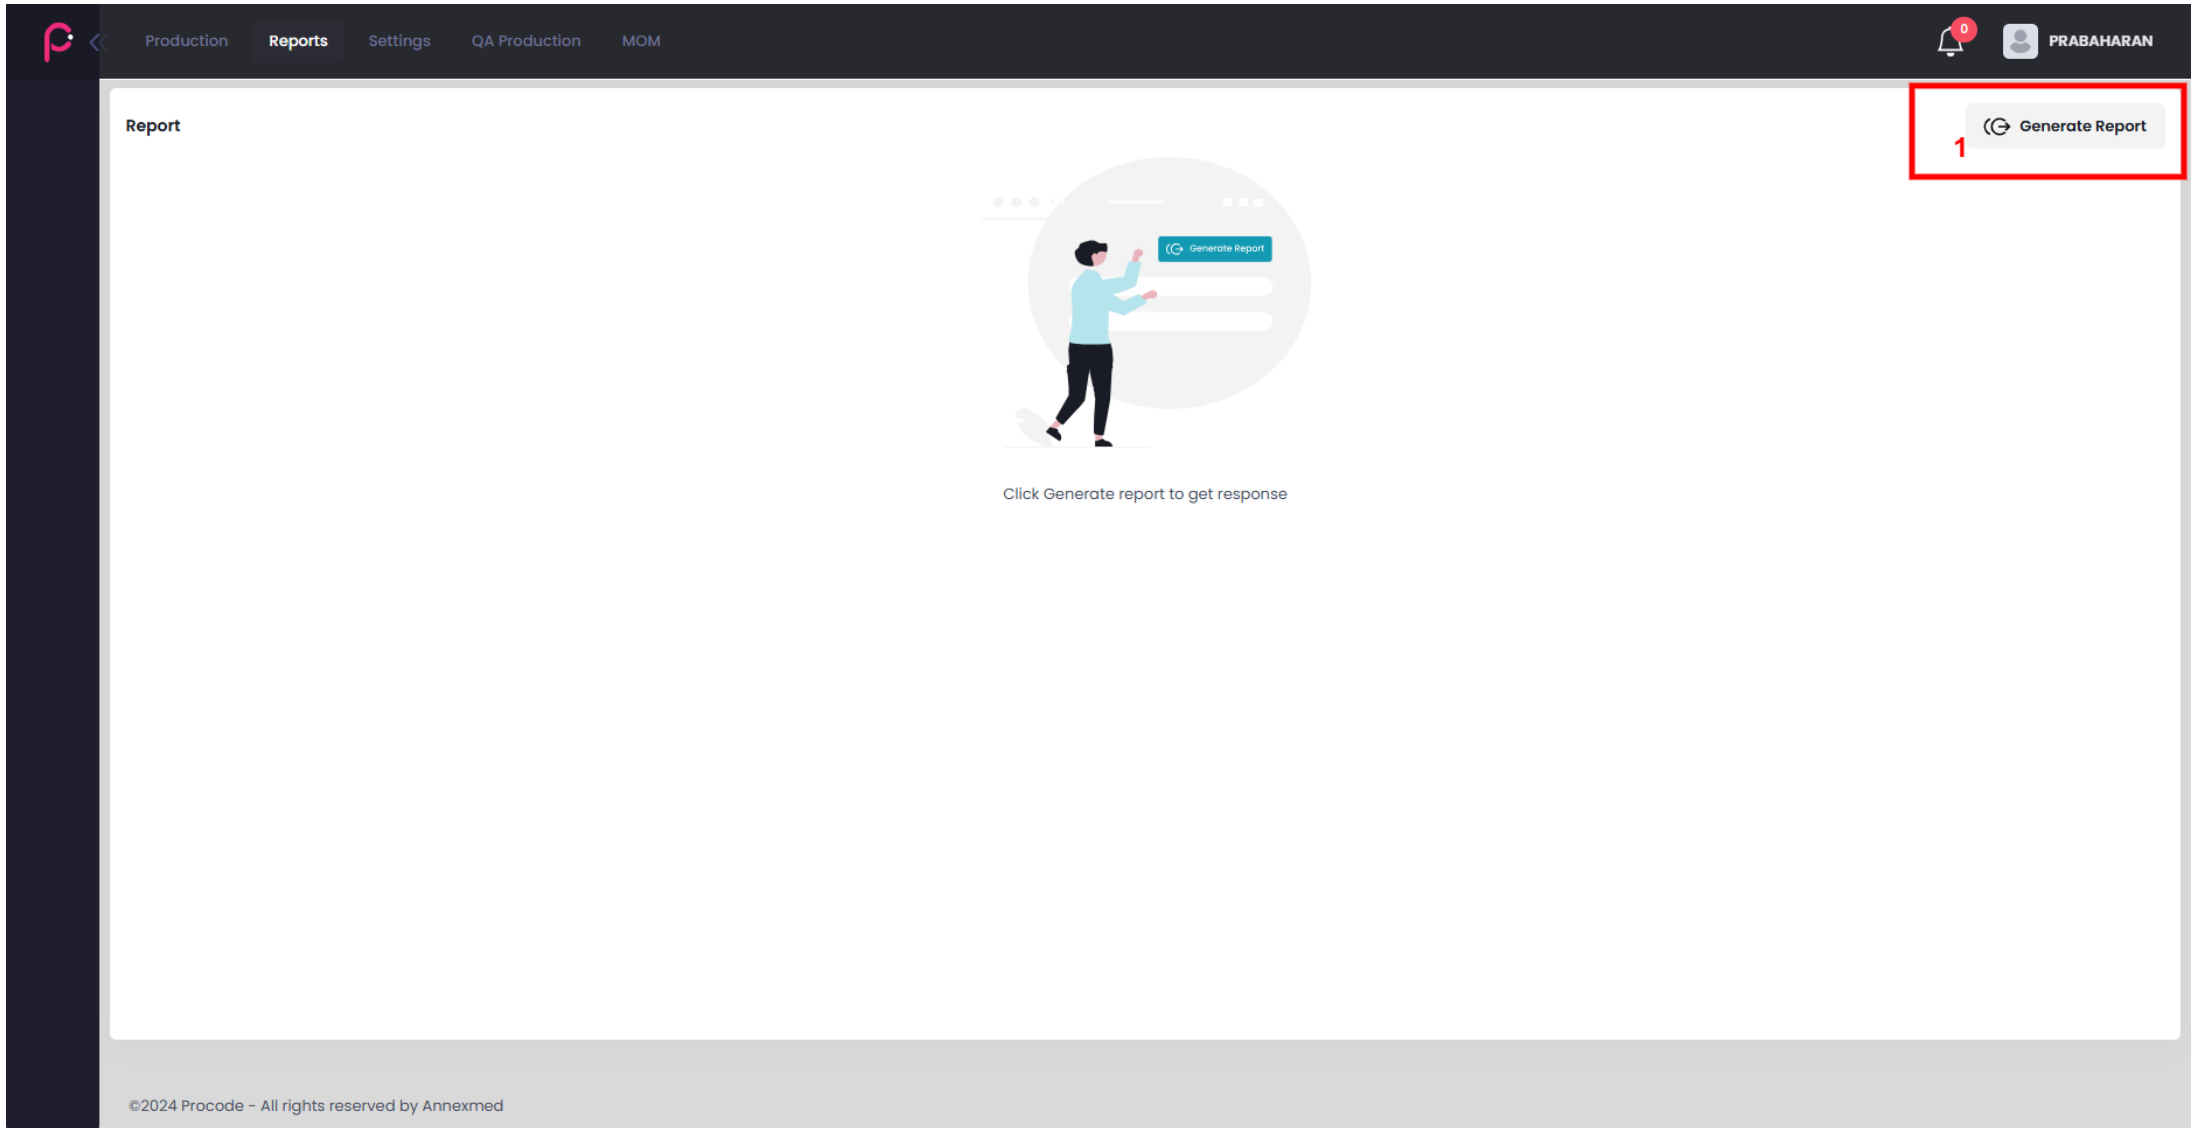 Production Reports Settings QA Production MOM 0 PRABAHARAN
Report
Generate Report
1
Generate Report
Click Generate report to get response
©2024 Procode - All rights reserved by Annexmed